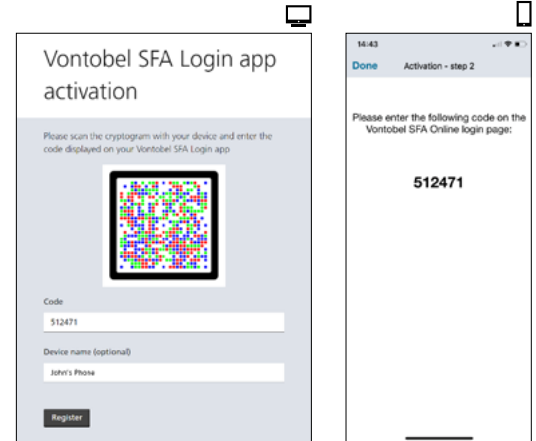 Vontobel SFA Login app
activation
Please scan the cryptogram with your device and enter the
code displayed on your Vontobel SFA Login app
Code
512471
Device name (optional)
John's Phone
Register
14:43
Done Activation - step 2
Please enter the following code on the
Vontobel SFA Online login page:
512471